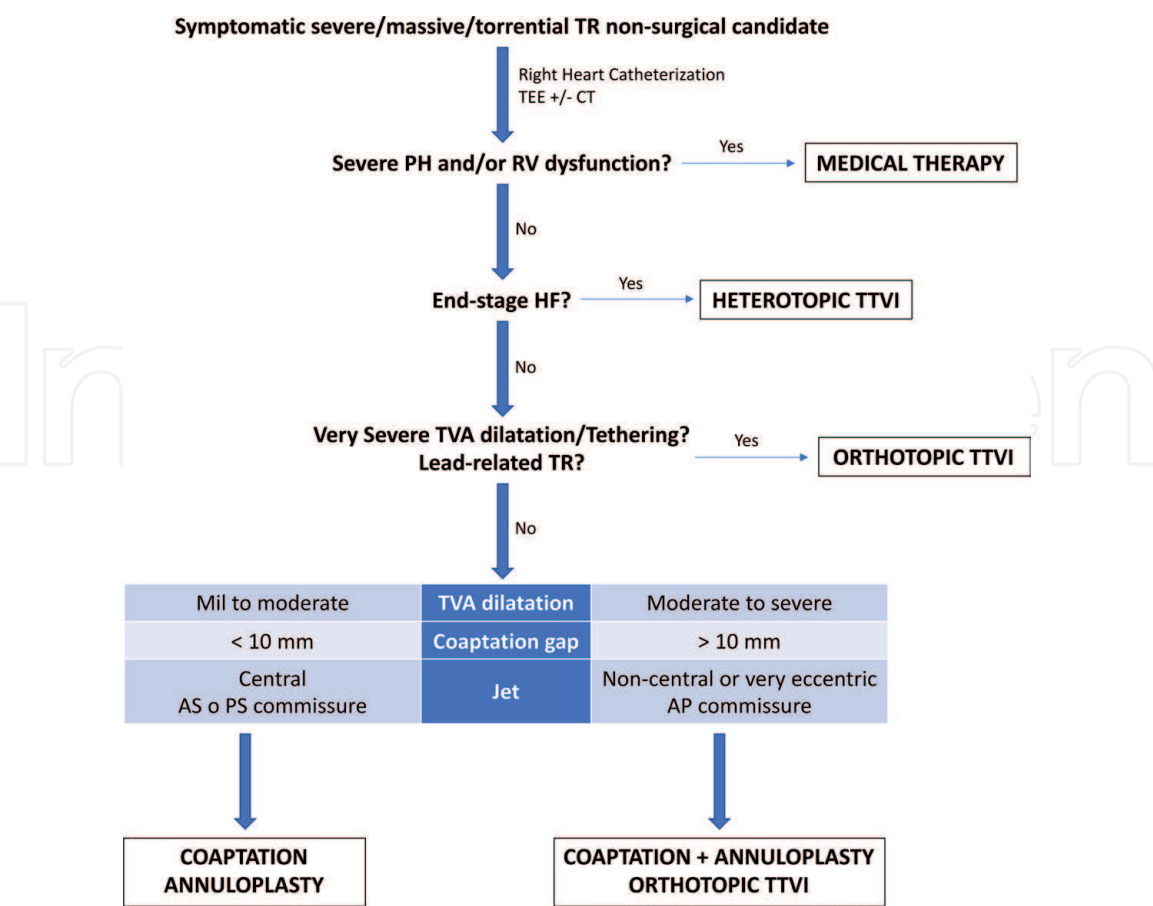 Symptomatic severe/massive/torrential TR non-surgical candidate
Right Heart Catheterization
TEE +/- CT
Severe PH and/or RV dysfunction?
Yes
MEDICAL THERAPY
No
End-stage HF?
Yes
HETEROTOPIC TTVI
No
Very Severe TVA dilatation/Tethering?
Lead-related TR?
Yes
ORTHOTOPIC TTVI
No
Mil to moderate
TVA dilatation
Moderate to severe
< 10 mm
Coaptation gap
> 10 mm
Central
AS o PS commissure
Jet
Non-central or very eccentric
AP commissure
COAPTATION
ANNULOPLASTY
COAPTATION + ANNULOPLASTY
ORTHOTOPIC TTVI